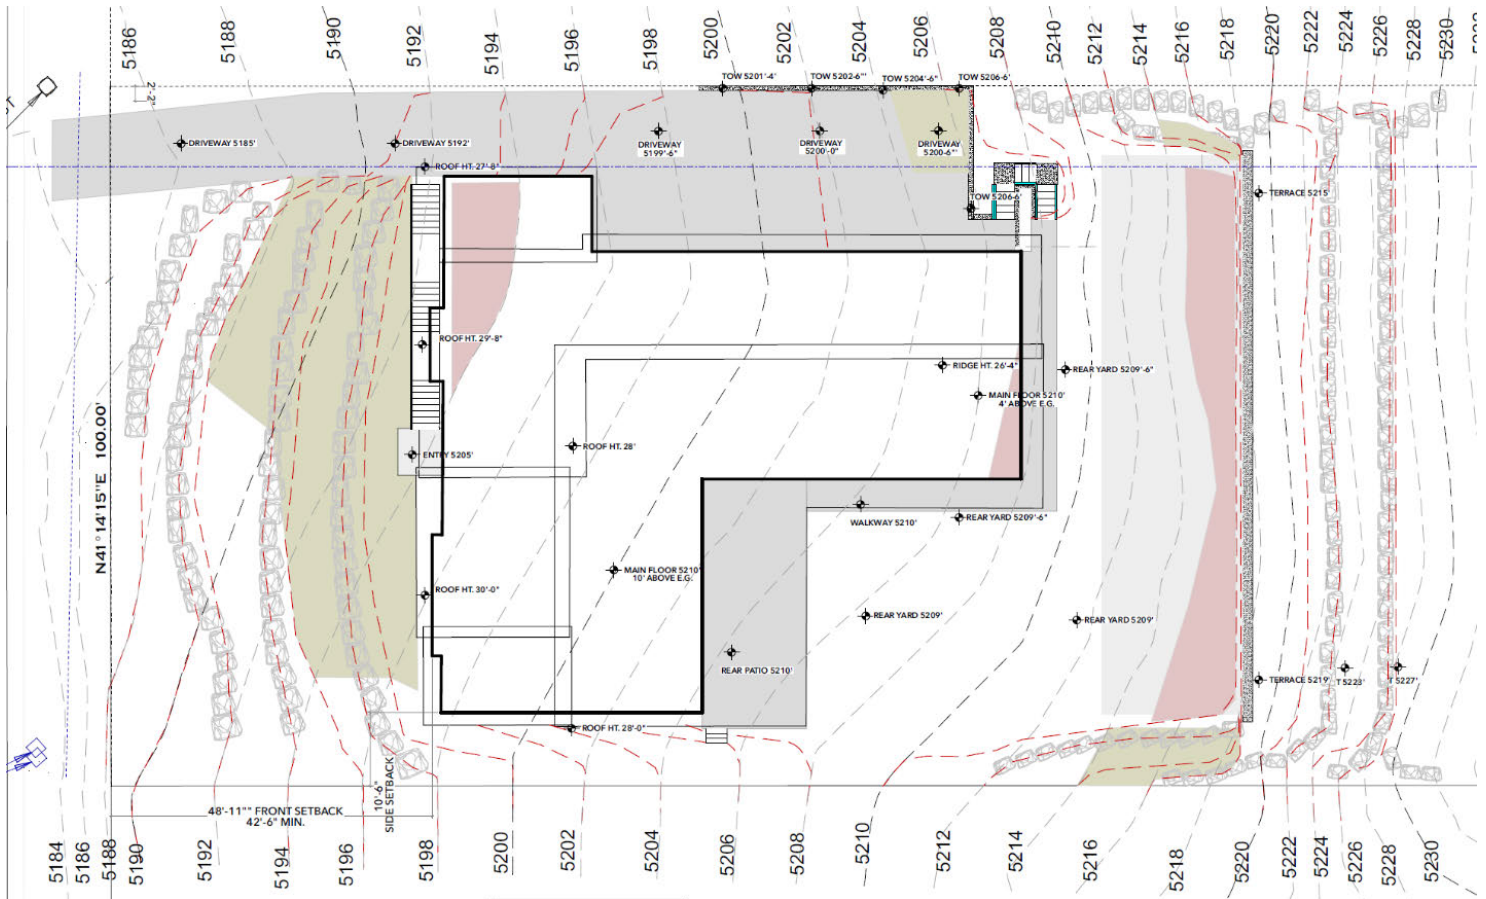 5186
5188
5190
5192
5194
5196
5198
5200
5202
5204
5206
5208
5210
5212
5214
5216
5218
5220
5222
5224
5226
5228
5230
2'-2"
TOW 5201'-4'
TOW 5202-6"'
TOW 5204'-6"
TOW 5206-6'
DRIVEWAY 5185'
DRIVEWAY 5192'
DRIVEWAY
5199'-6"
DRIVEWAY
5200'-0"
DRIVEWAY
5200-6"'
ROOF HT. 27'-8"
TOW 5206-6'
TERRACE 5215'
ROOF HT. 29'-8"
RIDGE HT. 26'-4"
REAR YARD 5209'-6"
MAIN FLOOR 5210'
4' ABOVE E.G.
N41°14'15"E 100.00'
ROOF HT. 28'
ENTRY 5205'
WALKWAY 5210'
REAR YARD 5209'-6"
MAIN FLOOR 5210'
10' ABOVE E.G.
ROOF HT. 30'-0"
REAR YARD 5209'
REAR YARD 5209'
REAR PATIO 5210'
TERRACE 5219'
T 5223'
T 5227'
ROOF HT. 28'-0"
10'-6"
SIDE SETBACK
48'-11"" FRONT SETBACK
42'-6" MIN.
5184
5186
5188
5190
5192
5194
5196
5198
5200
5202
5204
5206
5208
5210
5212
5214
5216
5218
5220
5222
5224
5226
5228
5230